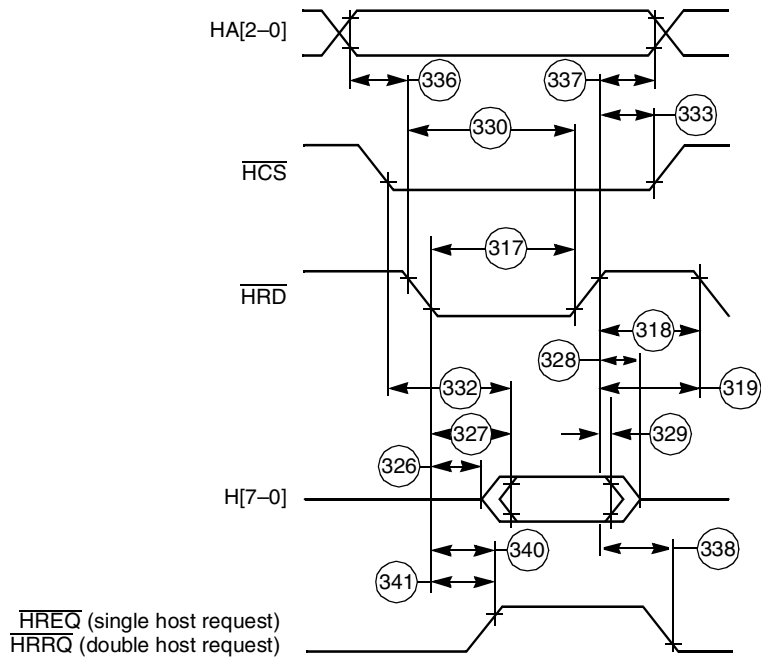 HA[2–0]
336
337
333
330
HCS
317
HRD
318
328
332
319
327
329
326
H[7–0]
340
338
341
HREQ (single host request)
HRRQ (double host request)